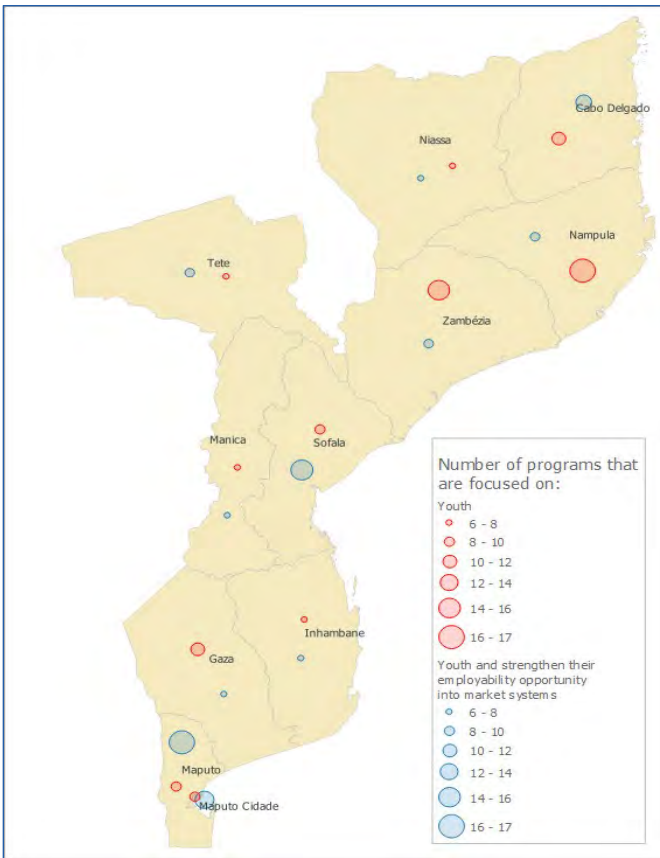 Cabo Delgado
Niassa
Nampula
Tete
Zambézia
Manica
Sofala
Inhambane
Gaza
Maputo
Maputo Cidade
Number of programs that
are focused on:
Youth
6 - 8
8 - 10
10 - 12
12 - 14
14 - 16
16 - 17
Youth and strengthen their
employability opportunity
into market systems
6 - 8
8 - 10
10 - 12
12 - 14
14 - 16
16 - 17